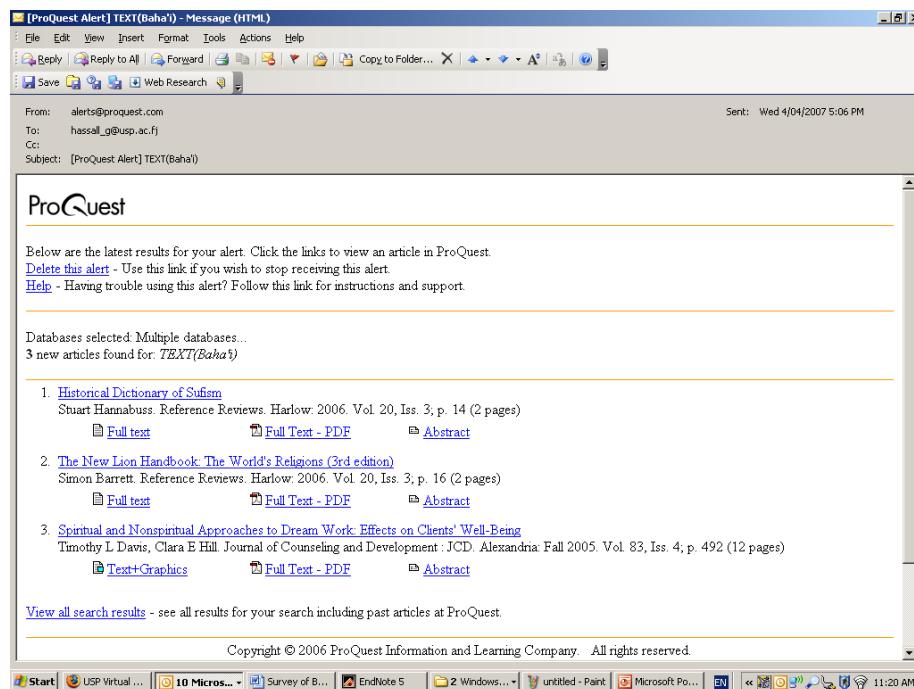 [ProQuest Alert] TEXT(Baha'i) - Message (HTML)
File Edit View Insert Format Tools Actions Help
Reply Reply to All Forward Copy to Folder...
Save Web Research
From: alerts@proquest.com Sent: Wed 4/04/2007 5:06 PM
To: hassall_g@usp.ac.fj
Cc:
Subject: [ProQuest Alert] TEXT(Baha'i)
ProQuest
Below are the latest results for your alert. Click the links to view an article in ProQuest.
Delete this alert - Use this link if you wish to stop receiving this alert.
Help - Having trouble using this alert? Follow this link for instructions and support.
Databases selected: Multiple databases...
3 new articles found for: TEXT(Baha'i)
1. Historical Dictionary of Sufism
Stuart Hannabuss. Reference Reviews. Harlow: 2006. Vol. 20, Iss. 3; p. 14 (2 pages)
Full text Full Text - PDF Abstract
2. The New Lion Handbook: The World's Religions (3rd edition)
Simon Barrett. Reference Reviews. Harlow: 2006. Vol. 20, Iss. 3; p. 16 (2 pages)
Full text Full Text - PDF Abstract
3. Spiritual and Nonspiritual Approaches to Dream Work: Effects on Clients' Well-Being
Timothy L Davis, Clara E Hill. Journal of Counseling and Development : JCD. Alexandria: Fall 2005. Vol. 83, Iss. 4; p. 492 (12 pages)
Text+Graphics Full Text - PDF Abstract
View all search results - see all results for your search including past articles at ProQuest.
Copyright © 2006 ProQuest Information and Learning Company. All rights reserved.
Start USP Virtual ... 10 Micros... Survey of B... EndNote 5 2 Windows... untitled - Paint Microsoft Po... EN « 11:20 AM